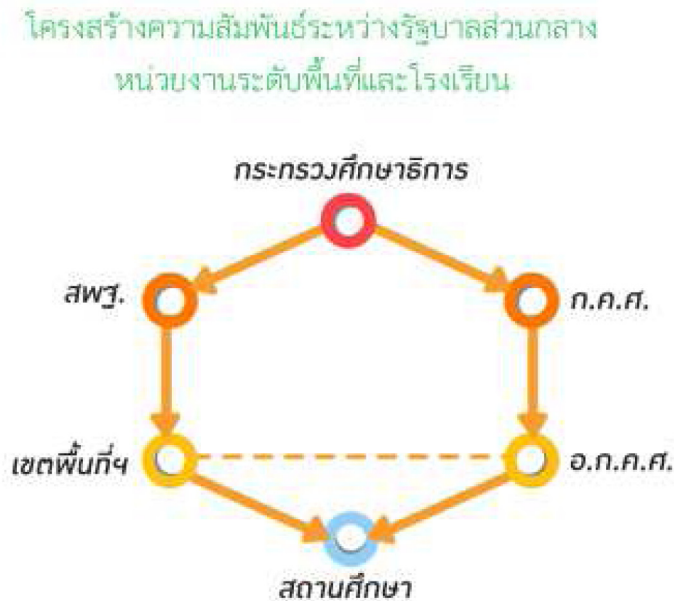 โครงสร้างความสัมพันธ์ระหว่างรัฐบาลส่วนกลาง
หน่วยงานระดับพื้นที่และโรงเรียน
กระทรวงศึกษาธิการ
สพฐ.
ก.ค.ศ.
เขตพื้นที่ฯ
อ.ก.ค.ศ.
สถานศึกษา